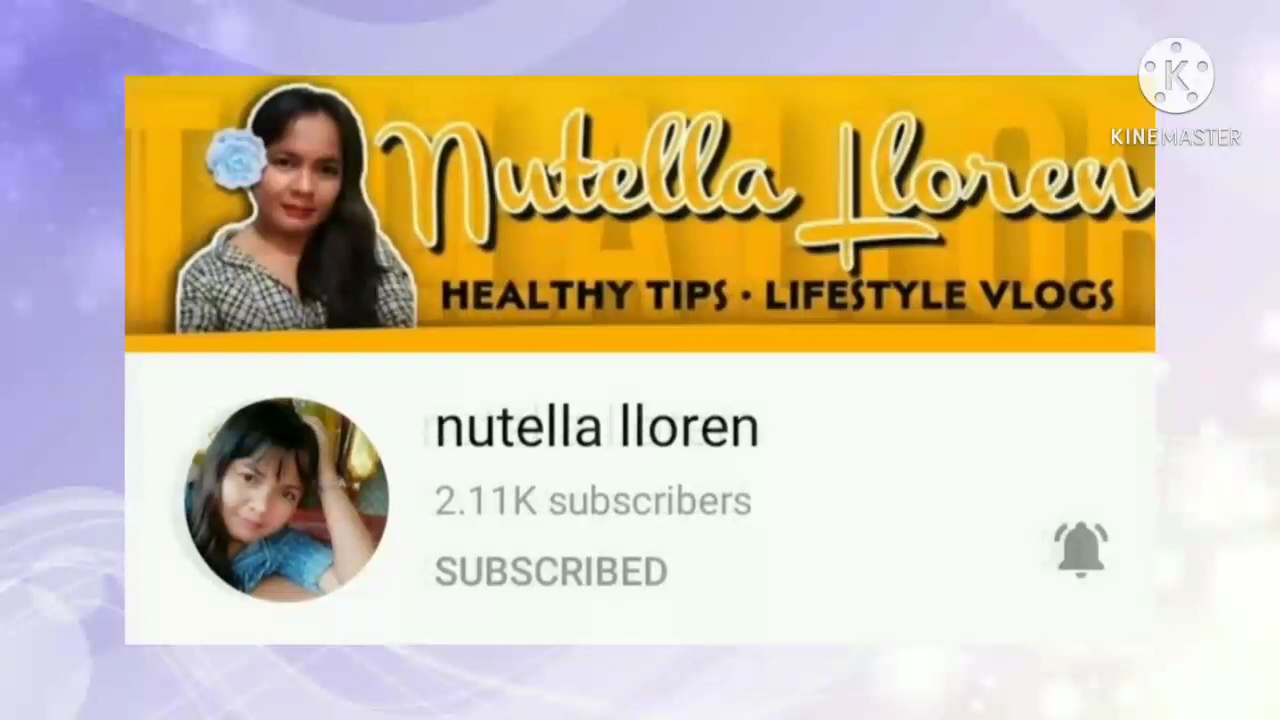 K
KINEMASTER
Nutella Lloren
HEALTHY TIPS • LIFESTYLE VLOGS
nutella lloren
2.11K subscribers
SUBSCRIBED